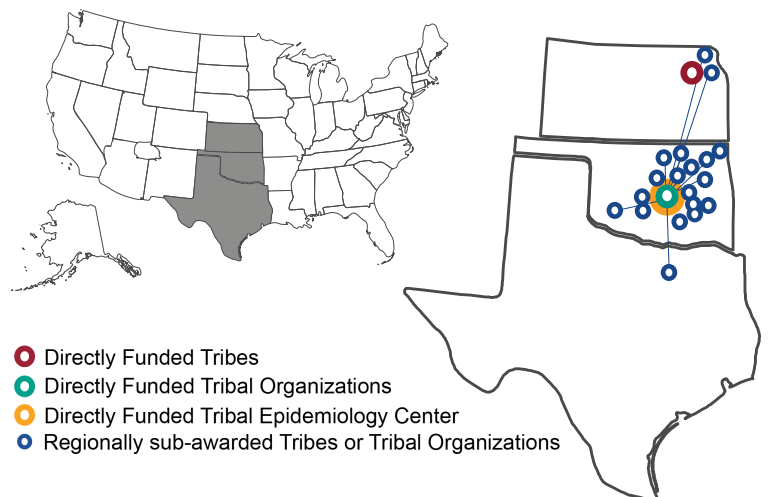 Directly Funded Tribes
Directly Funded Tribal Organizations
Directly Funded Tribal Epidemiology Center
Regionally sub-awarded Tribes or Tribal Organizations